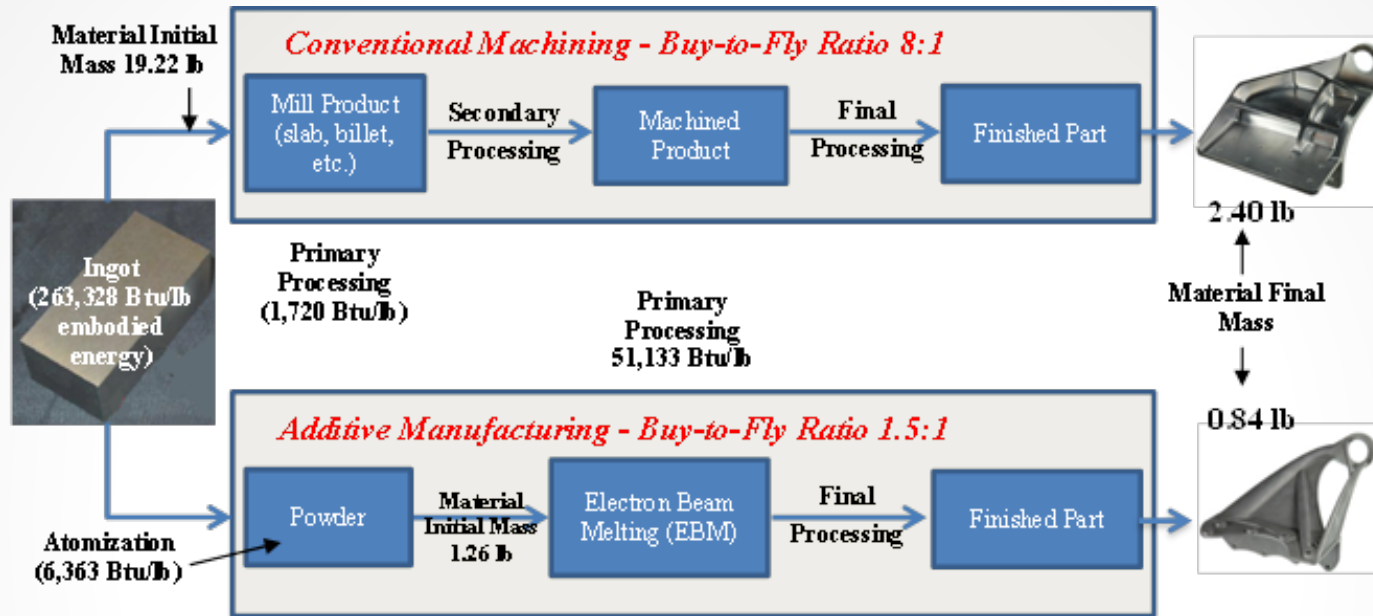 Material Initial
Mass 19.22 lb
Conventional Machining - Buy-to-Fly Ratio 8:1
Mill Product
(slab, billet,
etc.)
Secondary
Processing
Machined
Product
Final
Processing
Finished Part
2.40 lb
Ingot
(263,328 Btu/lb
embodied
energy)
Primary
Processing
(1,720 Btu/lb)
Primary
Processing
51,133 Btu/lb
Material Final
Mass
0.84 lb
Additive Manufacturing - Buy-to-Fly Ratio 1.5:1
Powder
Material
Initial Mass
1.26 lb
Electron Beam
Melting (EBM)
Final
Processing
Finished Part
Atomization
(6,363 Btu/lb)